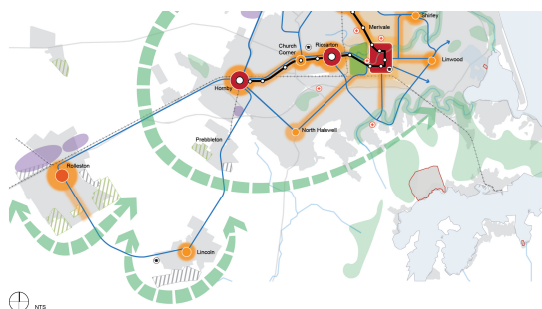 Shirley
Merivale
Church
Corner
Riccarton
Linwood
Hornby
North Halswell
Prebbleton
Rolleston
Lincoln
NTS